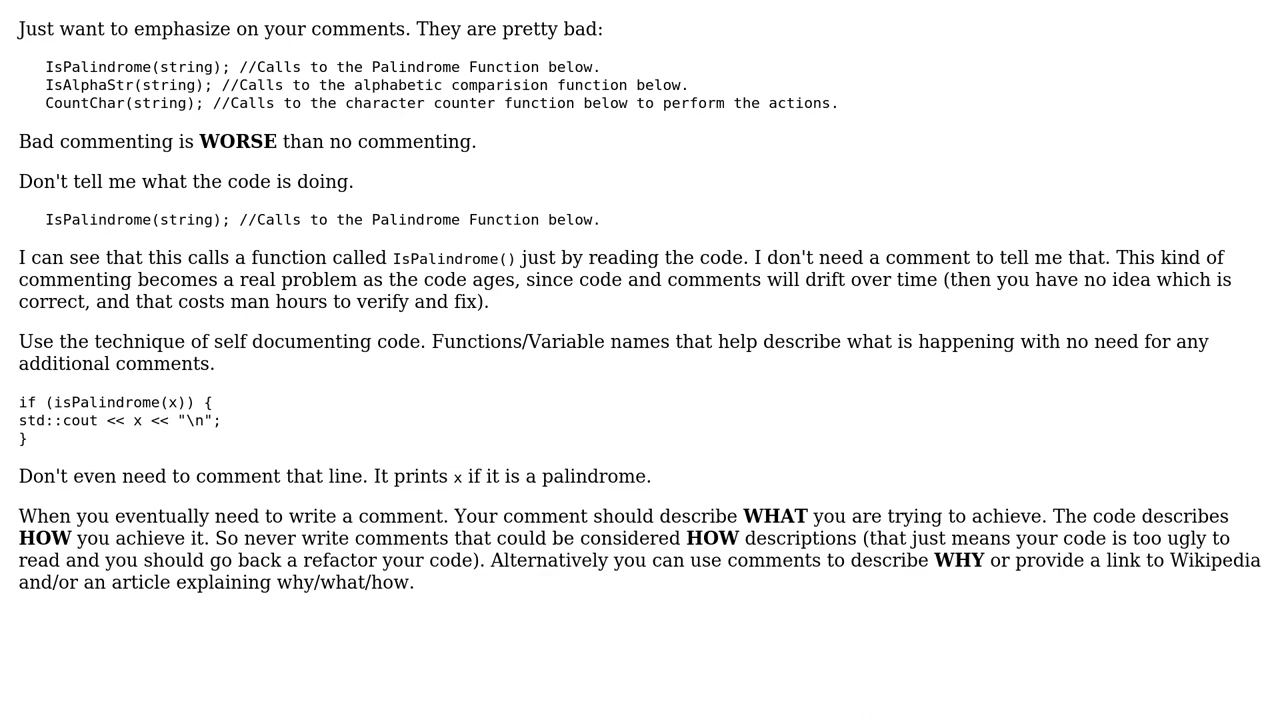 Just want to emphasize on your comments. They are pretty bad:
IsPalindrome(string); //Calls to the Palindrome Function below.
IsAlphaStr(string); //Calls to the alphabetic comparision function below.
CountChar(string); //Calls to the character counter function below to perform the actions.
Bad commenting is WORSE than no commenting.
Don't tell me what the code is doing.
IsPalindrome(string); //Calls to the Palindrome Function below.
I can see that this calls a function called IsPalindrome() just by reading the code. I don't need a comment to tell me that. This kind of
commenting becomes a real problem as the code ages, since code and comments will drift over time (then you have no idea which is
correct, and that costs man hours to verify and fix).
Use the technique of self documenting code. Functions/Variable names that help describe what is happening with no need for any
additional comments.
if (isPalindrome(x)) {
std::cout << x << "\n";
}
Don't even need to comment that line. It prints x if it is a palindrome.
When you eventually need to write a comment. Your comment should describe WHAT you are trying to achieve. The code describes
HOW you achieve it. So never write comments that could be considered HOW descriptions (that just means your code is too ugly to
read and you should go back a refactor your code). Alternatively you can use comments to describe WHY or provide a link to Wikipedia
and/or an article explaining why/what/how.